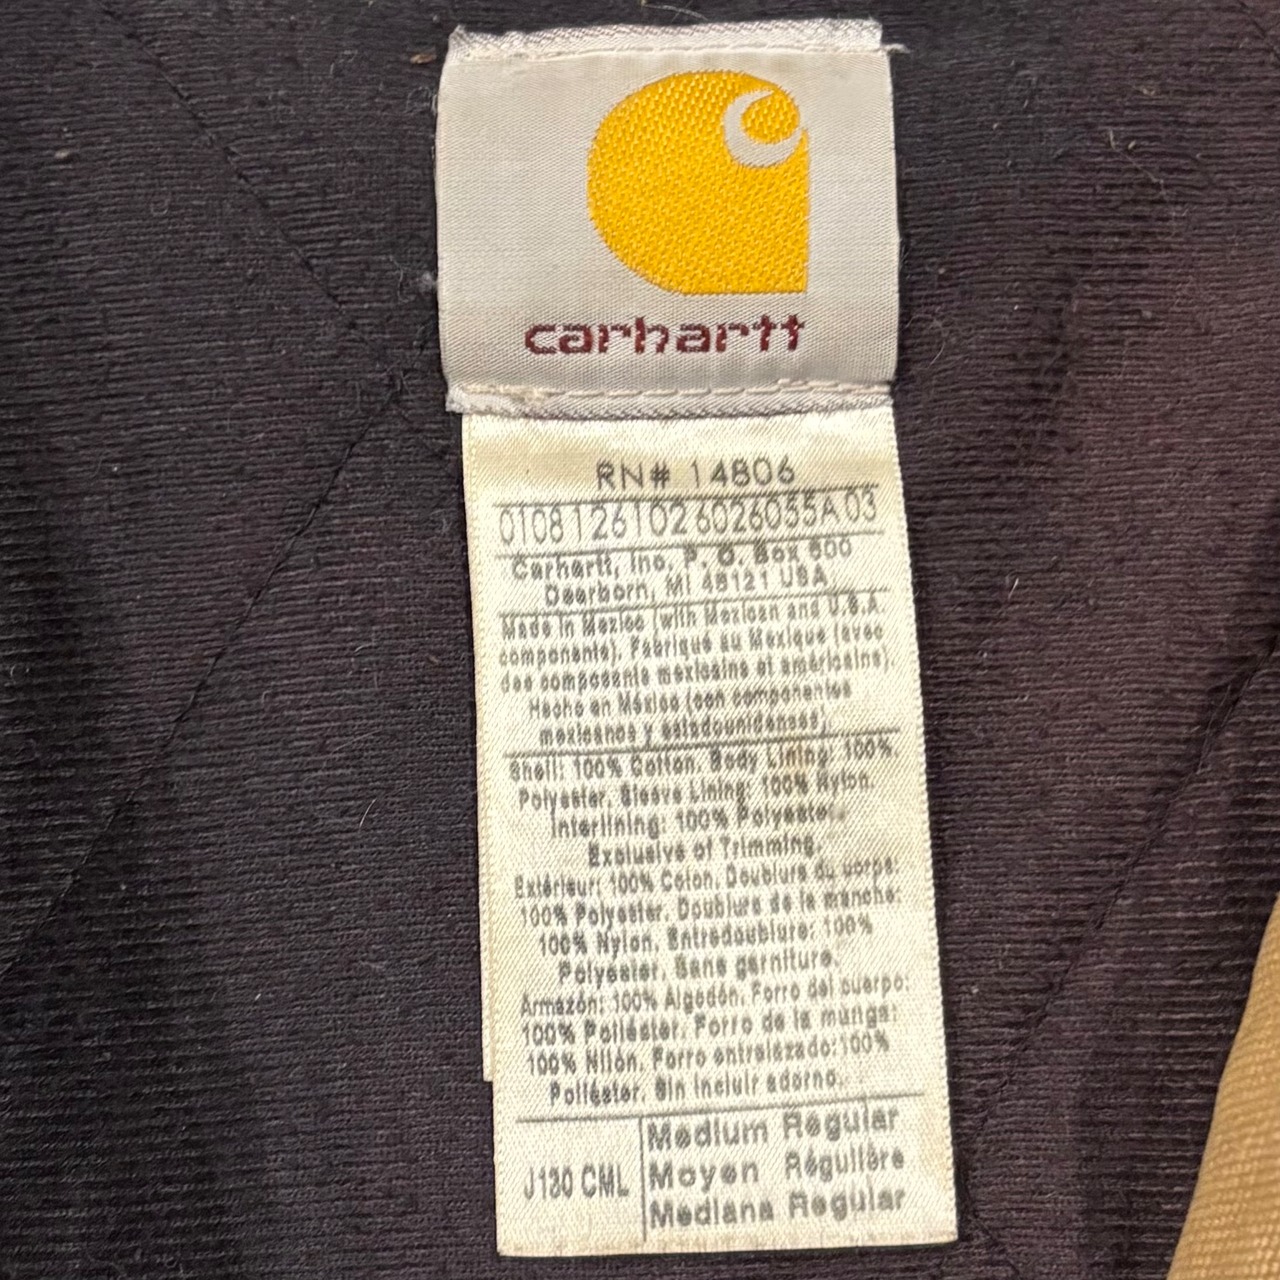 carhartt
RN# 14806
01081261026026055A03
Carhartt, Inc. P. O. Box 600
Dearborn, MI 48121 USA
Made in Mexico (with Mexican and U.S.A.
components). Fabriqué au Mexique (avec
des composants mexicains et américains).
Hecho en México (con componentes
mexicanos y estadounidenses).
Shell: 100% Cotton. Body Lining: 100%
Polyester. Sleeve Lining: 100% Nylon.
Interlining: 100% Polyester.
Exclusive of Trimming.
Extérieur: 100% Coton. Doublure du corps:
100% Polyester. Doublure de la manche:
100% Nylon. Entredoublure: 100%
Polyester. Sans garniture.
Armazón: 100% Algodón. Forro del cuerpo:
100% Poliéster. Forro de la manga:
100% Nilón. Forro entrelazado: 100%
Poliéster. Sin incluir adorno.
J130 CML
Medium Regular
Moyen Régulière
Mediana Regular